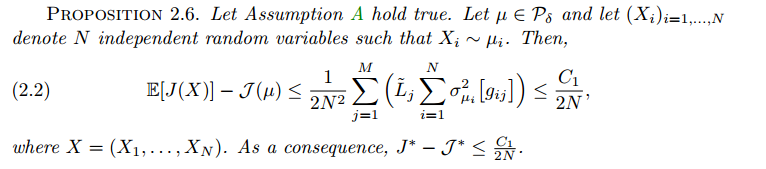 PROPOSITION 2.6. Let Assumption A hold true. Let μ ∈ 𝒫_δ and let (X_i)_{i=1,...,N}
denote N independent random variables such that X_i ∼ μ_i. Then,
(2.2) 𝔼[J(X)] − 𝒥(μ) ≤ \frac{1}{2N^2} \sum_{j=1}^{M} ( \tilde{L}_j \sum_{i=1}^{N} σ^2_{μ_i}[g_{ij}] ) ≤ \frac{C_1}{2N},
where X = (X_1, . . . , X_N). As a consequence, J* − 𝒥* ≤ \frac{C_1}{2N}.